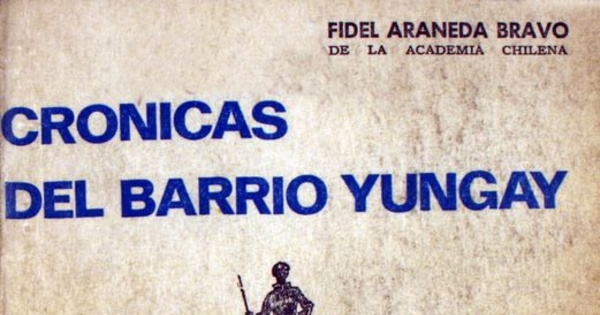 FIDEL ARANEDA BRAVO
DE LA ACADEMIA CHILENA
CRONICAS
DEL BARRIO YUNGAY